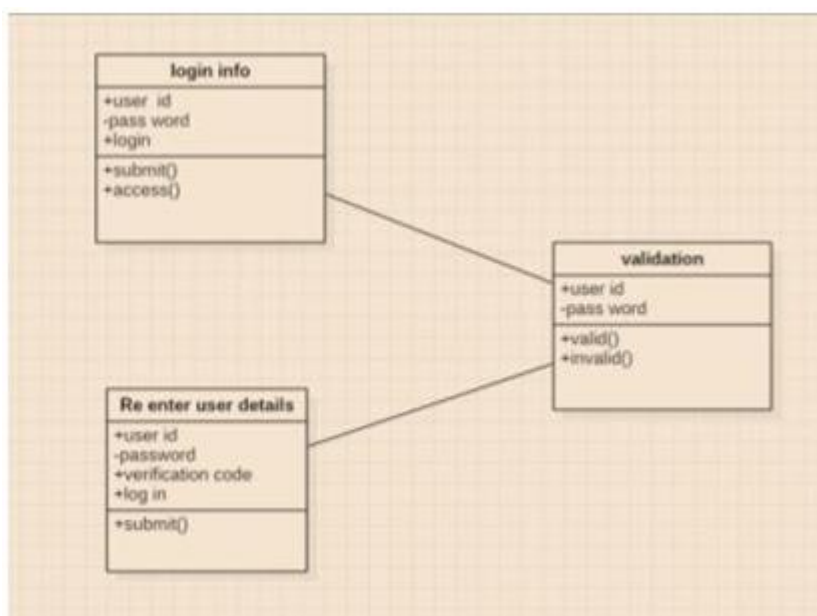 login info
+user id
-pass word
+login
+submit()
+access()
validation
+user id
-pass word
+valid()
+invalid()
Re enter user details
+user id
-password
+verification code
+log in
+submit()